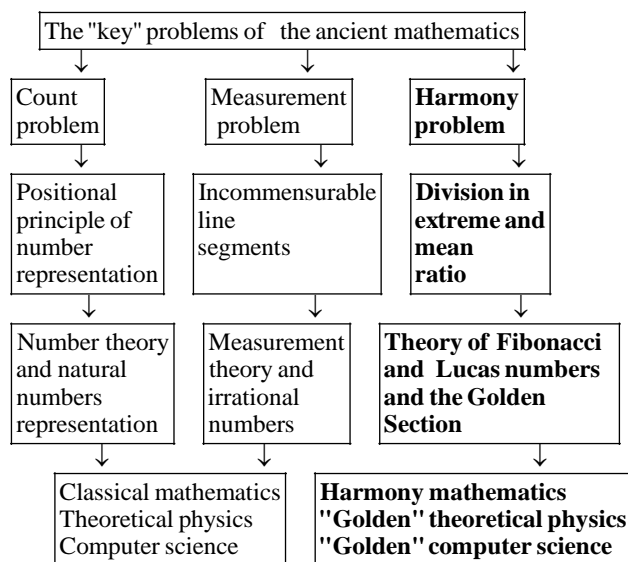 The "key" problems of the ancient mathematics
Count
problem
Measurement
problem
Harmony
problem
Positional
principle of
number
representation
Incommensurable
line
segments
Division in
extreme and
mean
ratio
Number theory
and natural
numbers
representation
Measurement
theory and
irrational
numbers
Theory of Fibonacci
and Lucas numbers
and the Golden
Section
Classical mathematics
Theoretical physics
Computer science
Harmony mathematics
"Golden" theoretical physics
"Golden" computer science